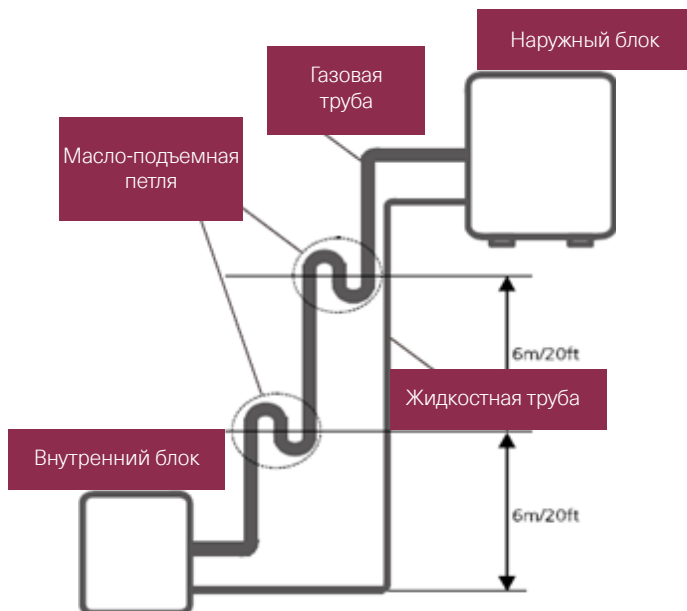 Наружный блок
Газовая
труба
Масло-подъемная
петля
6m/20ft
Жидкостная труба
Внутренний блок
6m/20ft